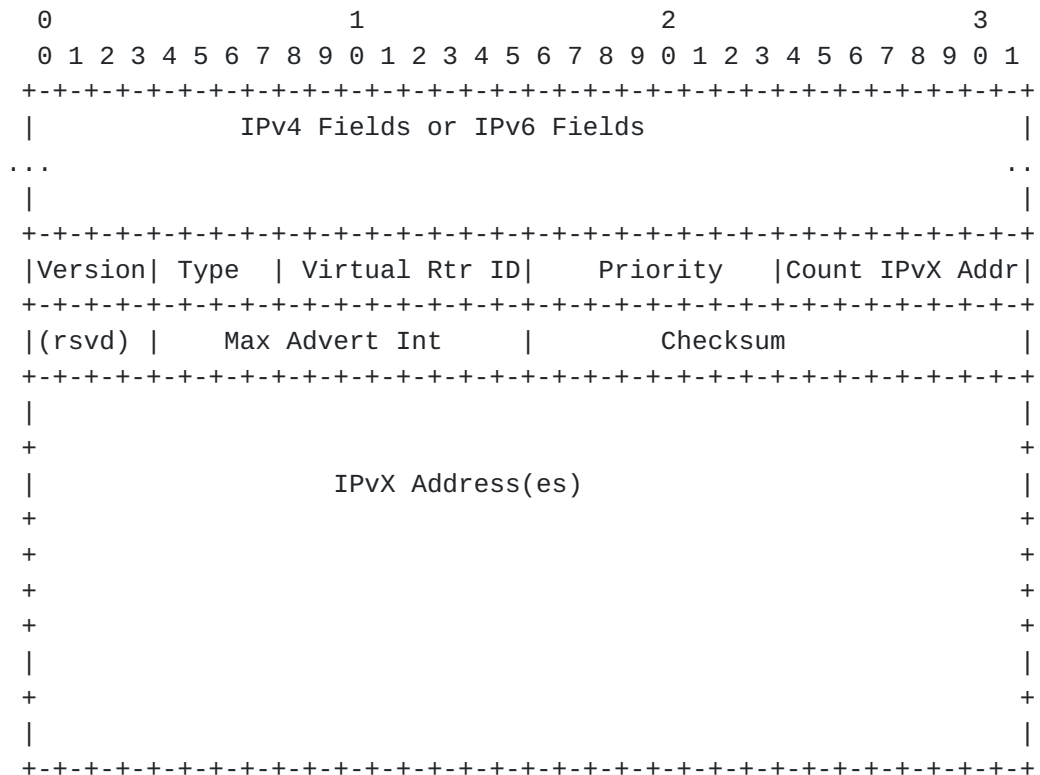 0                   1                   2                   3
  0 1 2 3 4 5 6 7 8 9 0 1 2 3 4 5 6 7 8 9 0 1 2 3 4 5 6 7 8 9 0 1
 +-+-+-+-+-+-+-+-+-+-+-+-+-+-+-+-+-+-+-+-+-+-+-+-+-+-+-+-+-+-+-+-+
 |             IPv4 Fields or IPv6 Fields                        |
...                                                             ..
 |                                                               |
 +-+-+-+-+-+-+-+-+-+-+-+-+-+-+-+-+-+-+-+-+-+-+-+-+-+-+-+-+-+-+-+-+
 |Version| Type  | Virtual Rtr ID|    Priority   |Count IPvX Addr|
 +-+-+-+-+-+-+-+-+-+-+-+-+-+-+-+-+-+-+-+-+-+-+-+-+-+-+-+-+-+-+-+-+
 |(rsvd) |    Max Advert Int     |        Checksum               |
 +-+-+-+-+-+-+-+-+-+-+-+-+-+-+-+-+-+-+-+-+-+-+-+-+-+-+-+-+-+-+-+-+
 |                                                               |
 +                                                               +
 |                   IPvX Address(es)                            |
 +                                                               +
 +                                                               +
 +                                                               +
 +                                                               +
 |                                                               |
 +                                                               +
 |                                                               |
 +-+-+-+-+-+-+-+-+-+-+-+-+-+-+-+-+-+-+-+-+-+-+-+-+-+-+-+-+-+-+-+-+